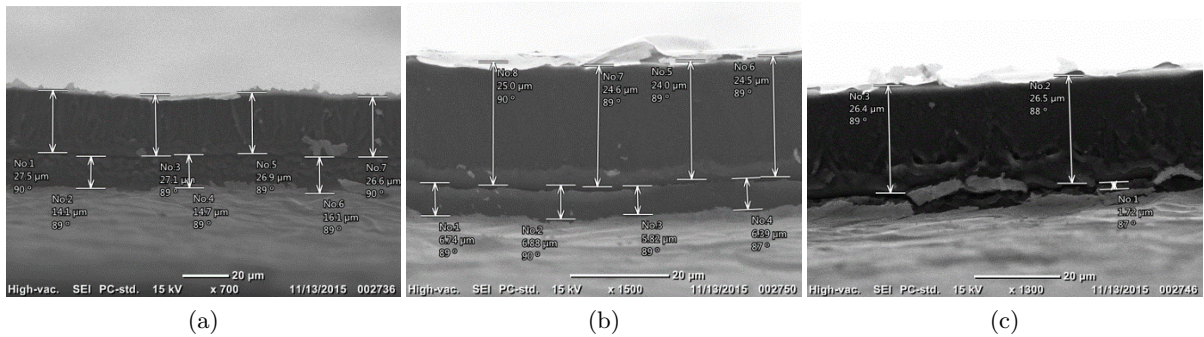 No.1
27.5 µm
90 °
No.2
14.1 µm
89 °
No.3
27.1 µm
89 °
No.4
14.7 µm
89 °
No.5
26.9 µm
89 °
No.6
16.1 µm
89 °
No.7
26.6 µm
90 °
20 µm
High-vac. SEI PC-std. 15 kV x 700 11/13/2015 002736
(a)
No.8
25.0 µm
90 °
No.7
24.6 µm
89 °
No.5
24.0 µm
89 °
No.6
24.5 µm
89 °
No.1
6.74 µm
89 °
No.2
6.88 µm
90 °
No.3
5.82 µm
89 °
No.4
6.39 µm
87 °
20 µm
High-vac. SEI PC-std. 15 kV x 1500 11/13/2015 002750
(b)
No.3
26.4 µm
89 °
No.2
26.5 µm
88 °
No.1
1.72 µm
87 °
20 µm
High-vac. SEI PC-std. 15 kV x 1300 11/13/2015 002746
(c)